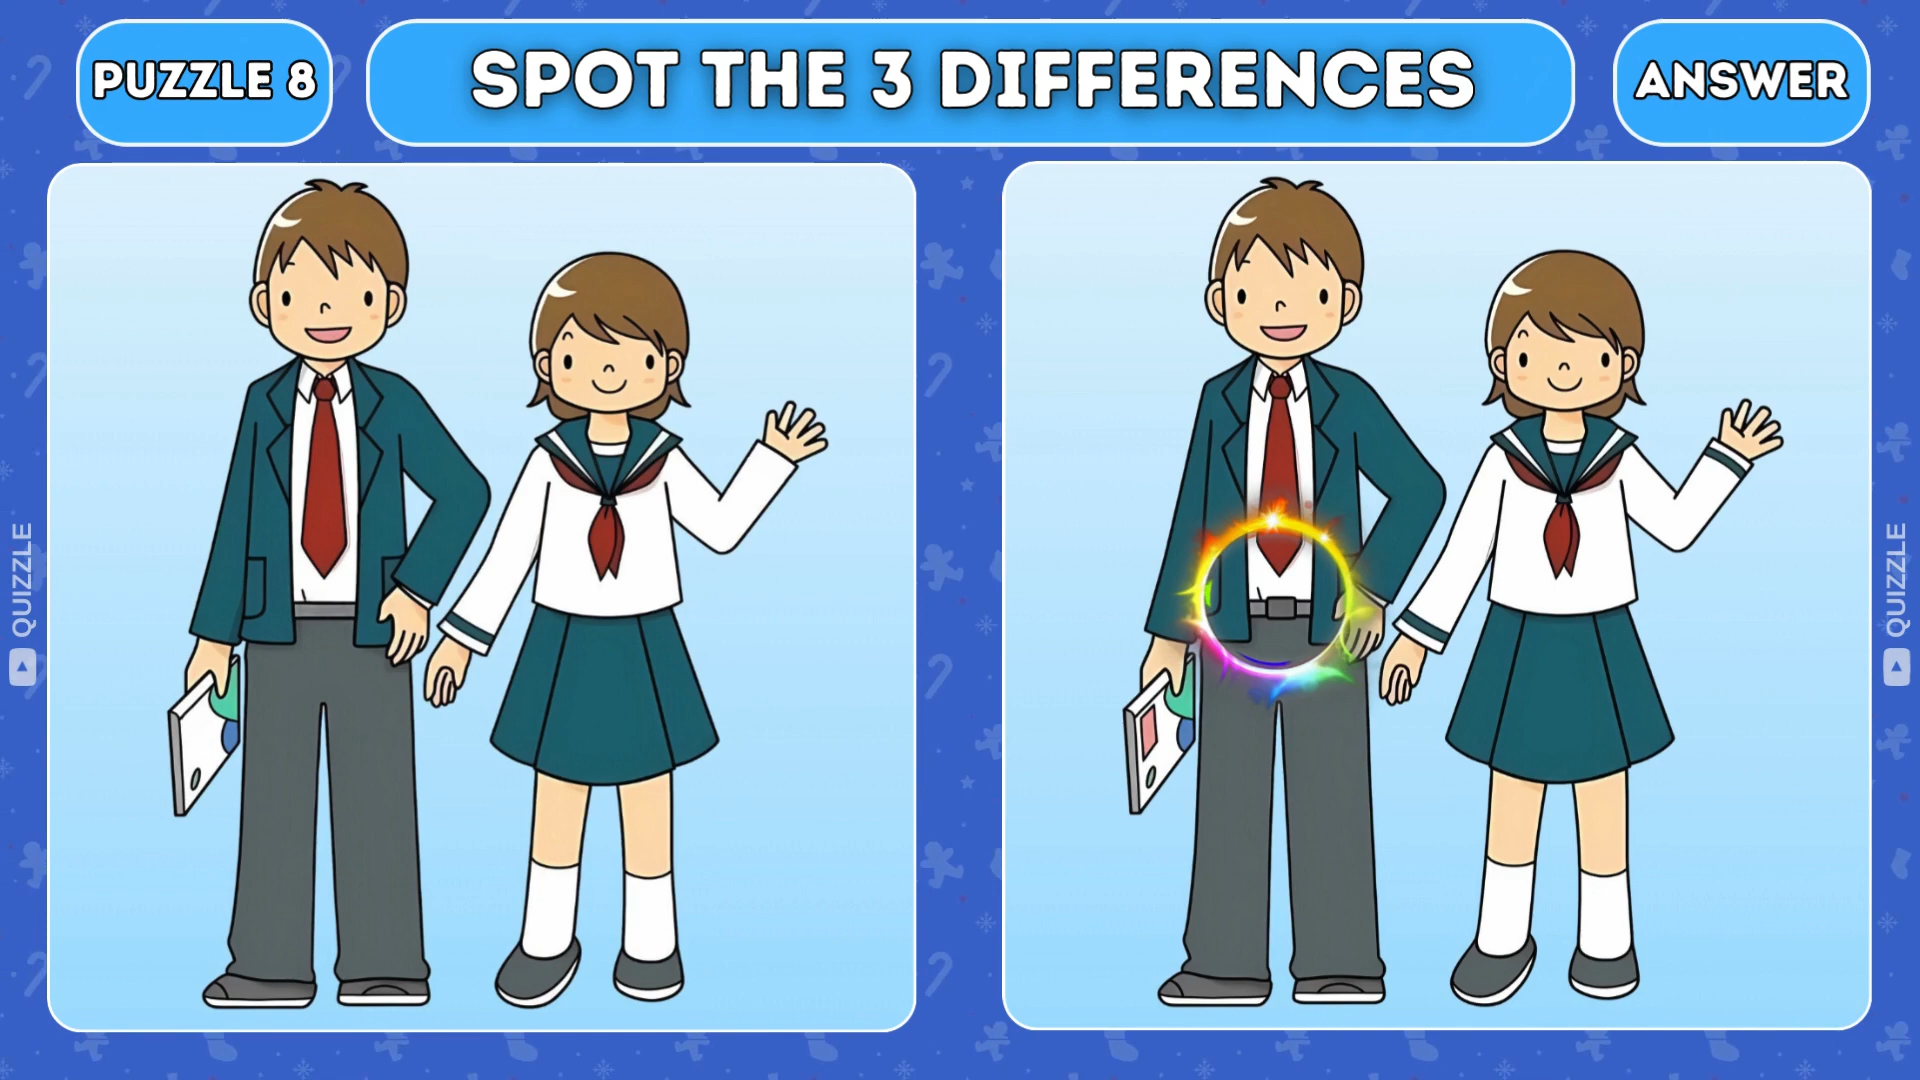 PUZZLE 8
SPOT THE 3 DIFFERENCES
ANSWER
QUIZZLE
QUIZZLE